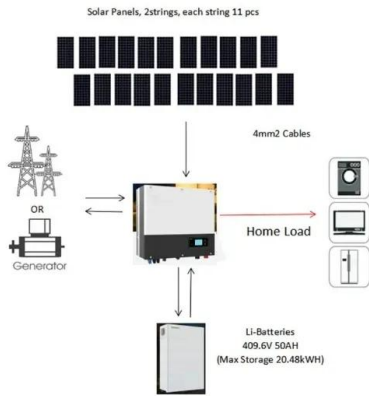 Solar Panels, 2strings, each string 11 pcs
4mm2 Cables
OR
Home Load
Generator
Li-Batteries
409.6V 50AH
(Max Storage 20.48kWH)